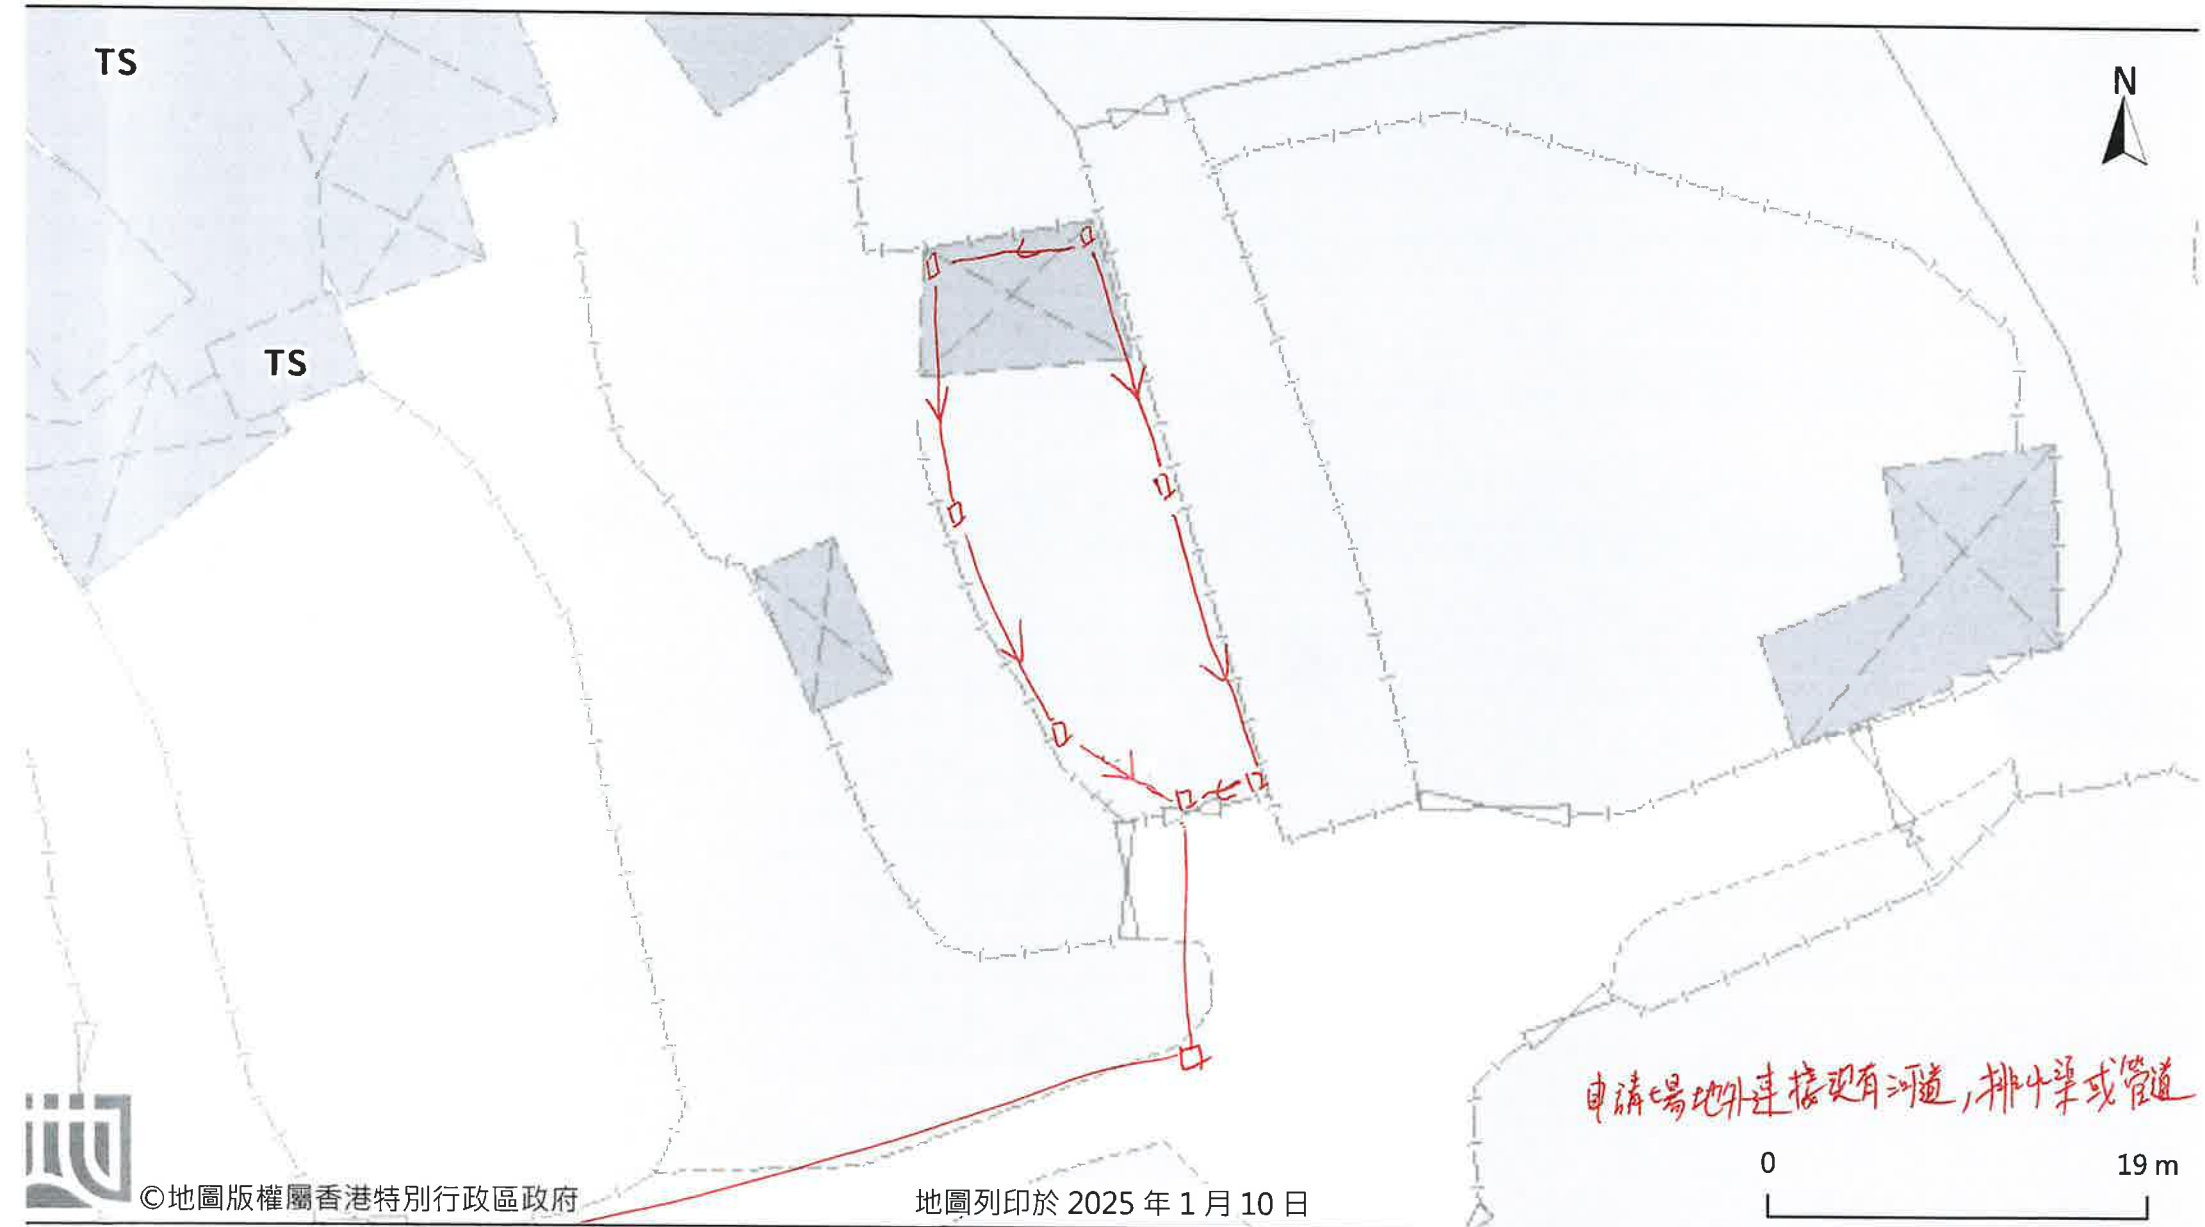 TS
N
TS
申請場地外連接現有河道,排水渠或管道
0 19 m
©地圖版權屬香港特別行政區政府
地圖列印於 2025 年 1 月 10 日